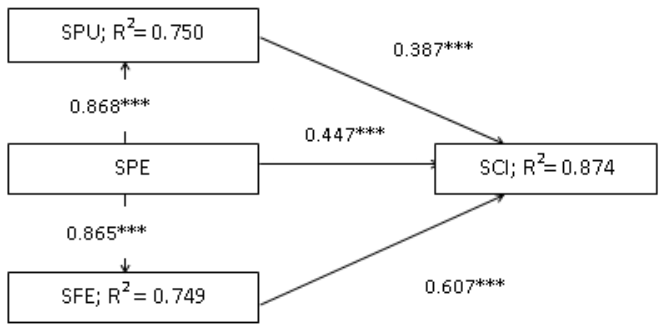 SPU; R²= 0.750
0.387***
0.868***
0.447***
SPE
SCI; R²= 0.874
0.865***
SFE; R²= 0.749
0.607***